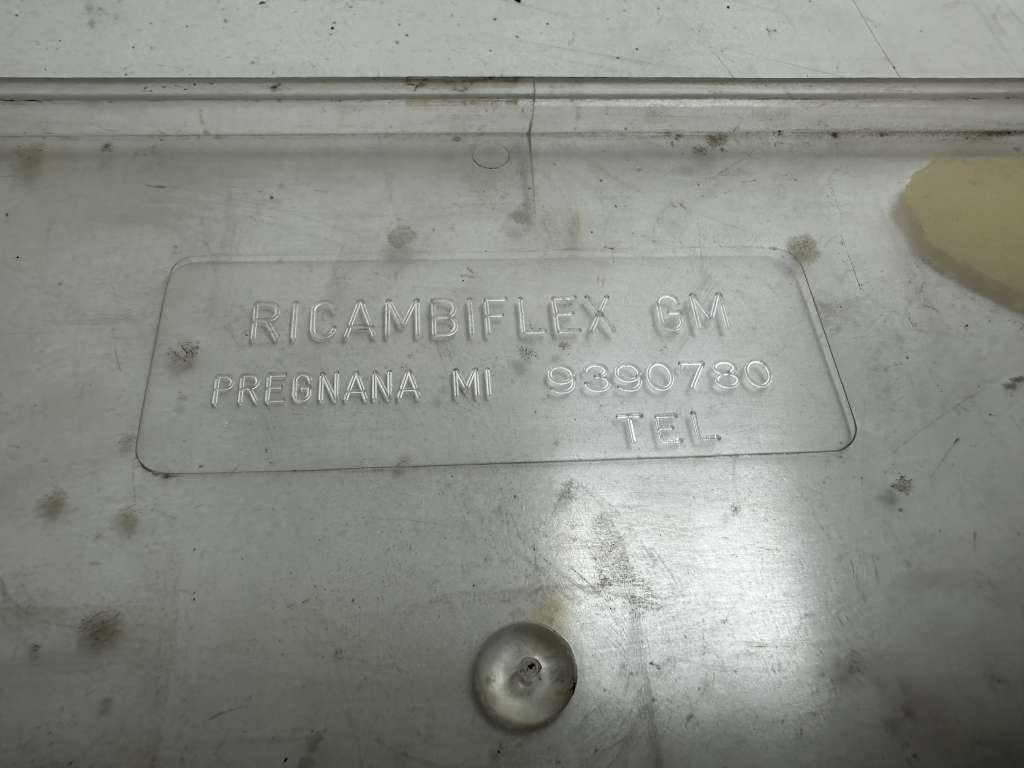 RICAMBIFLEX GM
PREGNANA MI 9390780
TEL